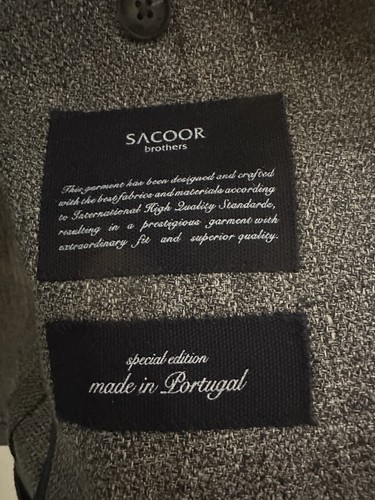 SACOOR
brothers
This garment has been designed and crafted
with the best fabrics and materials according
to International High Quality Standards,
resulting in a prestigious garment with
extraordinary fit and superior quality.
special edition
made in Portugal